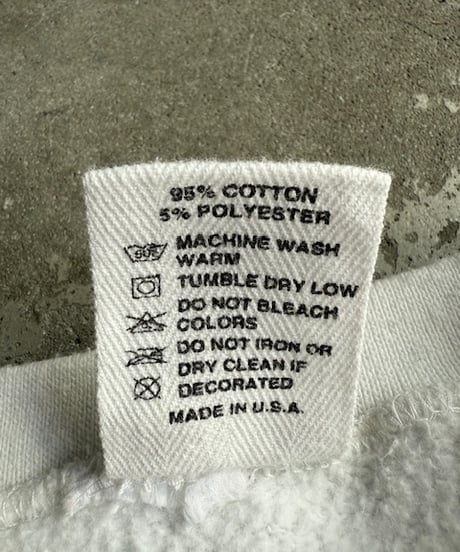 95% COTTON
5% POLYESTER
MACHINE WASH
WARM
TUMBLE DRY LOW
DO NOT BLEACH
COLORS
DO NOT IRON OR
DRY CLEAN IF
DECORATED
MADE IN U.S.A.